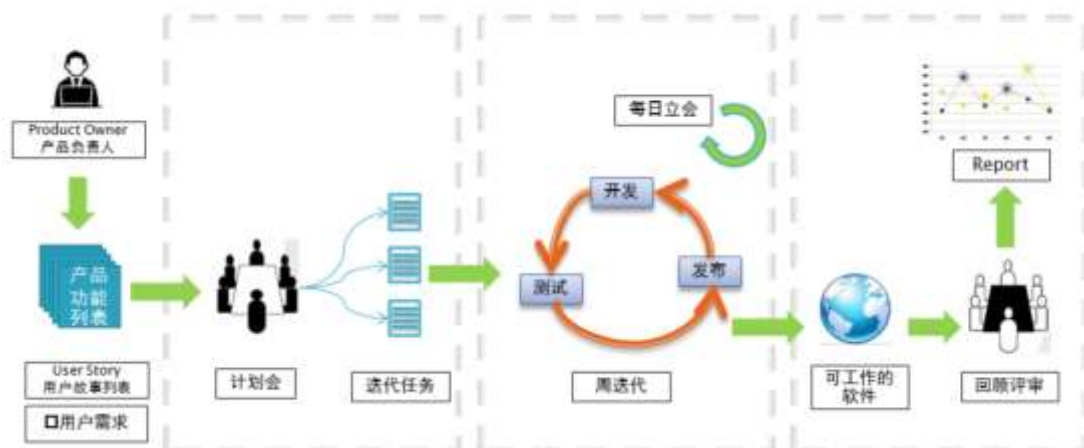 Product Owner
产品负责人
产品
功能
列表
User Story
用户故事列表
口用户需求
计划会
迭代任务
每日立会
开发
测试
发布
周迭代
可工作的
软件
Report
回顾评审